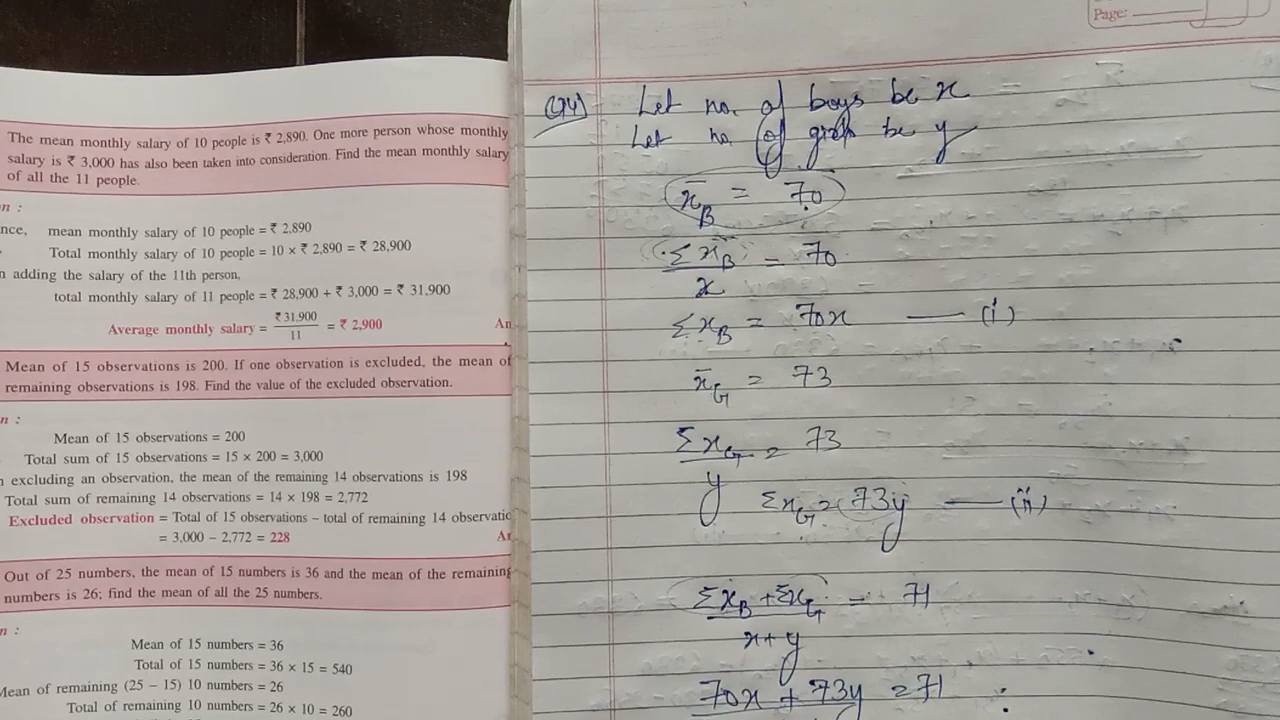 The mean monthly salary of 10 people is ₹ 2,890. One more person whose monthly
salary is ₹ 3,000 has also been taken into consideration. Find the mean monthly salary
of all the 11 people.
n :
nce, mean monthly salary of 10 people = ₹ 2,890
Total monthly salary of 10 people = 10 × ₹ 2,890 = ₹ 28,900
n adding the salary of the 11th person,
total monthly salary of 11 people = ₹ 28,900 + ₹ 3,000 = ₹ 31,900
Average monthly salary = ₹ 31,900 / 11 = ₹ 2,900 An
Mean of 15 observations is 200. If one observation is excluded, the mean of
remaining observations is 198. Find the value of the excluded observation.
n :
Mean of 15 observations = 200
Total sum of 15 observations = 15 × 200 = 3,000
n excluding an observation, the mean of the remaining 14 observations is 198
Total sum of remaining 14 observations = 14 × 198 = 2,772
Excluded observation = Total of 15 observations – total of remaining 14 observatio
= 3,000 – 2,772 = 228 A
Out of 25 numbers, the mean of 15 numbers is 36 and the mean of the remaining
numbers is 26; find the mean of all the 25 numbers.
n :
Mean of 15 numbers = 36
Total of 15 numbers = 36 × 15 = 540
Mean of remaining (25 – 15) 10 numbers = 26
Total of remaining 10 numbers = 26 × 10 = 260
Page:
Let no. of boys be x
Let no. of be y
x̄_B = 70
Σx_B / x = 70
Σx_B = 70x — (i)
x̄_G = 73
Σx_G / y = 73
Σx_G = 73y — (ii)
Σx_B + Σx_G / x+y = 71
70x + 73y = 71